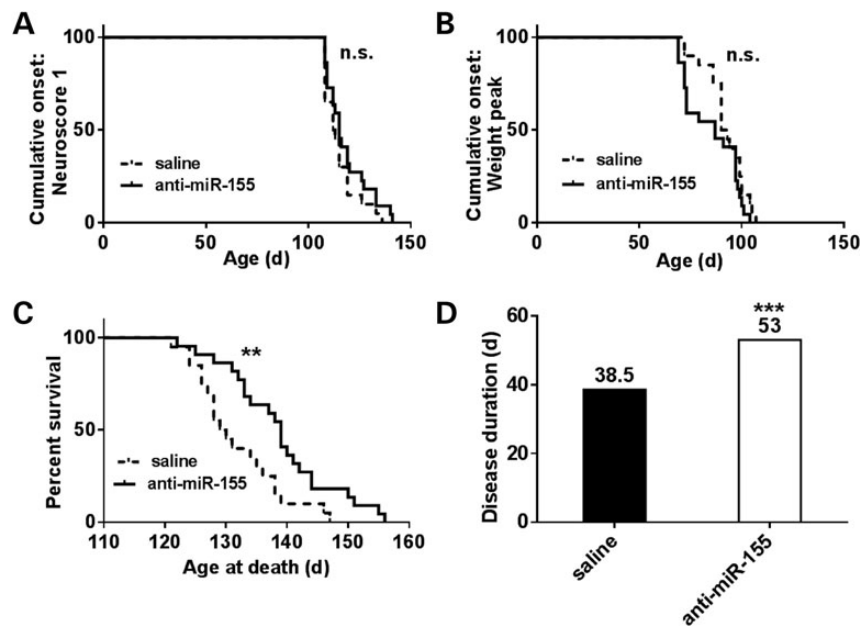 A
Cumulative onset:
Neuroscore 1
100
50
0
n.s.
saline
anti-miR-155
0 50 100 150
Age (d)
B
Cumulative onset:
Weight peak
100
50
0
n.s.
saline
anti-miR-155
0 50 100 150
Age (d)
C
Percent survival
100
50
0
**
saline
anti-miR-155
110 120 130 140 150 160
Age at death (d)
D
Disease duration (d)
60
40
20
0
38.5
***
53
saline
anti-miR-155